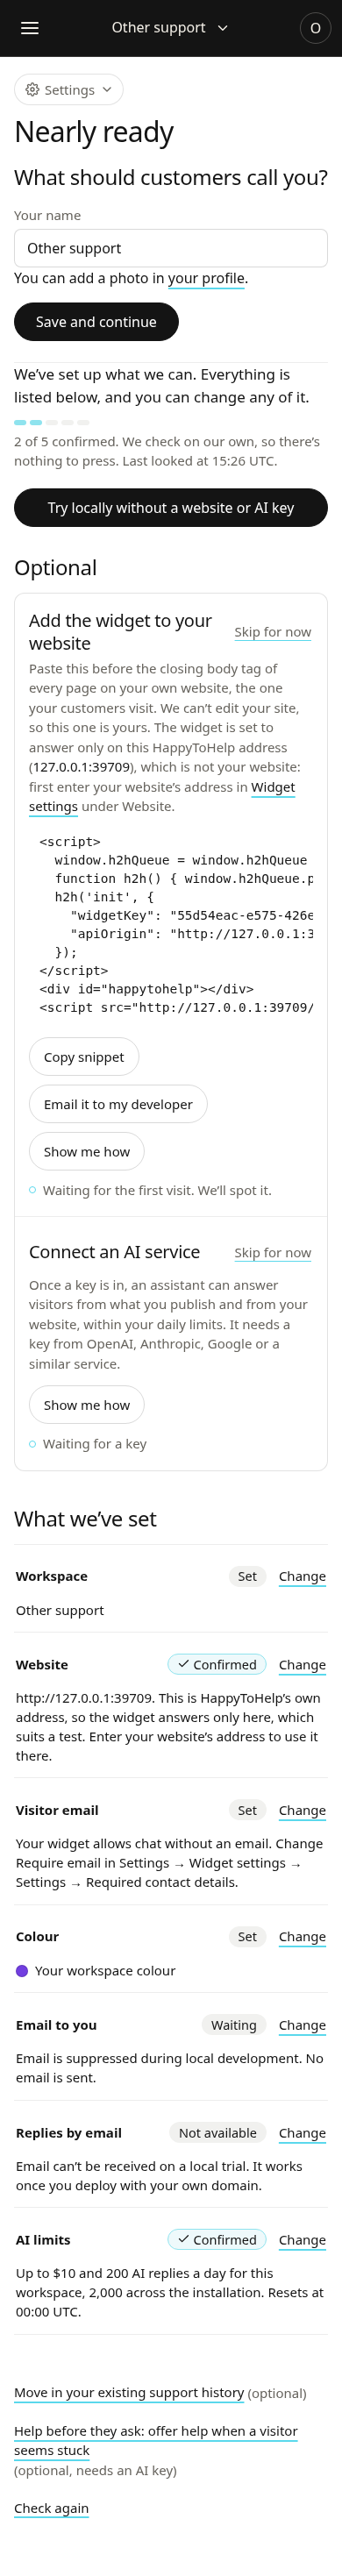 Other support
O
Settings
Nearly ready
What should customers call you?
Your name
Other support
You can add a photo in your profile.
Save and continue
We’ve set up what we can. Everything is
listed below, and you can change any of it.
2 of 5 confirmed. We check on our own, so there’s
nothing to press. Last looked at 15:26 UTC.
Try locally without a website or AI key
Optional
Add the widget to your
website
Skip for now
Paste this before the closing body tag of
every page on your own website, the one
your customers visit. We can’t edit your site,
so this one is yours. The widget is set to
answer only on this HappyToHelp address
(127.0.0.1:39709), which is not your website:
first enter your website’s address in Widget
settings under Website.
<script>
window.h2hQueue = window.h2hQueue
function h2h() { window.h2hQueue.p
h2h('init', {
"widgetKey": "55d54eac-e575-426e
"apiOrigin": "http://127.0.0.1:3
});
</script>
<div id="happytohelp"></div>
<script src="http://127.0.0.1:39709/
Copy snippet
Email it to my developer
Show me how
Waiting for the first visit. We’ll spot it.
Connect an AI service
Skip for now
Once a key is in, an assistant can answer
visitors from what you publish and from your
website, within your daily limits. It needs a
key from OpenAI, Anthropic, Google or a
similar service.
Show me how
Waiting for a key
What we’ve set
Workspace Set Change
Other support
Website Confirmed Change
http://127.0.0.1:39709. This is HappyToHelp’s own
address, so the widget answers only here, which
suits a test. Enter your website’s address to use it
there.
Visitor email Set Change
Your widget allows chat without an email. Change
Require email in Settings → Widget settings →
Settings → Required contact details.
Colour Set Change
Your workspace colour
Email to you Waiting Change
Email is suppressed during local development. No
email is sent.
Replies by email Not available Change
Email can’t be received on a local trial. It works
once you deploy with your own domain.
AI limits Confirmed Change
Up to $10 and 200 AI replies a day for this
workspace, 2,000 across the installation. Resets at
00:00 UTC.
Move in your existing support history (optional)
Help before they ask: offer help when a visitor
seems stuck
(optional, needs an AI key)
Check again